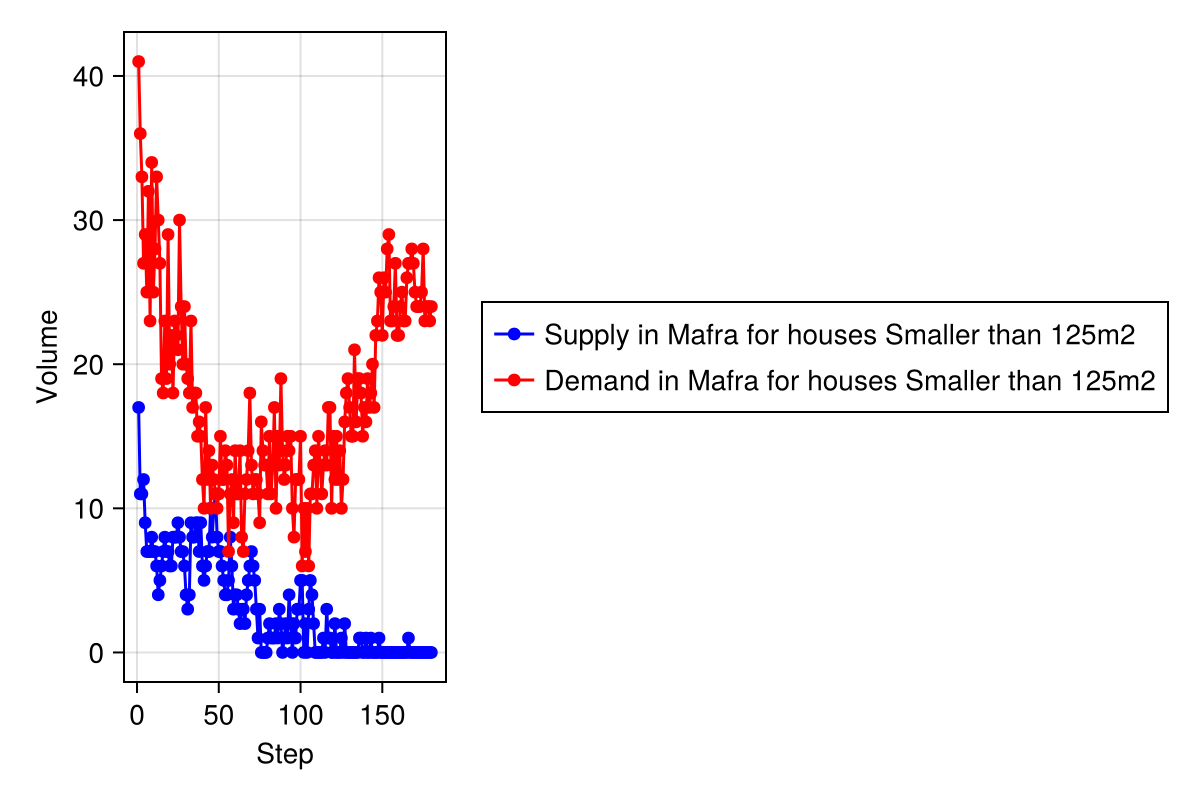 40
30
20
10
0
Volume
0 50 100 150
Step
Supply in Mafra for houses Smaller than 125m2
Demand in Mafra for houses Smaller than 125m2